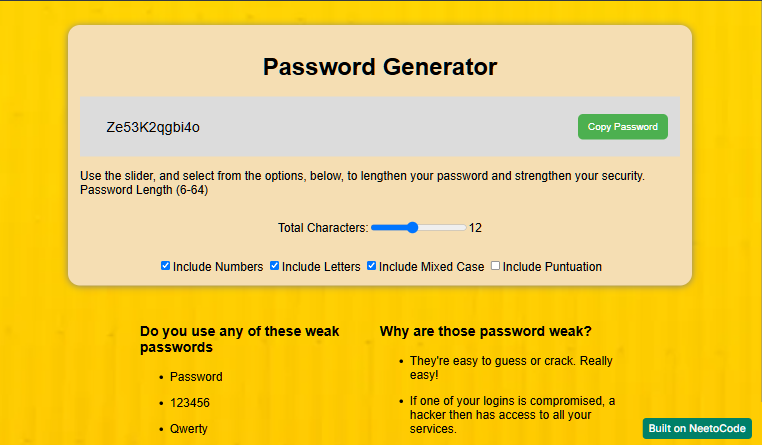 Password Generator
Ze53K2qgbi4o
Copy Password
Use the slider, and select from the options, below, to lengthen your password and strengthen your security.
Password Length (6-64)
Total Characters: 12
Include Numbers Include Letters Include Mixed Case Include Puntuation
Do you use any of these weak
passwords
• Password
• 123456
• Qwerty
Why are those password weak?
• They're easy to guess or crack. Really
easy!
• If one of your logins is compromised, a
hacker then has access to all your
services.
Built on NeetoCode